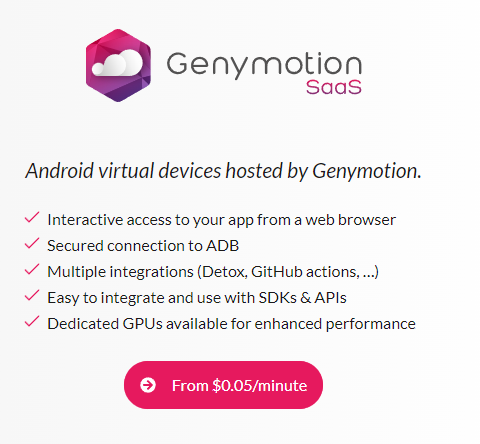 Genymotion
SaaS
Android virtual devices hosted by Genymotion.
Interactive access to your app from a web browser
Secured connection to ADB
Multiple integrations (Detox, GitHub actions, ...)
Easy to integrate and use with SDKs & APIs
Dedicated GPUs available for enhanced performance
From $0.05/minute